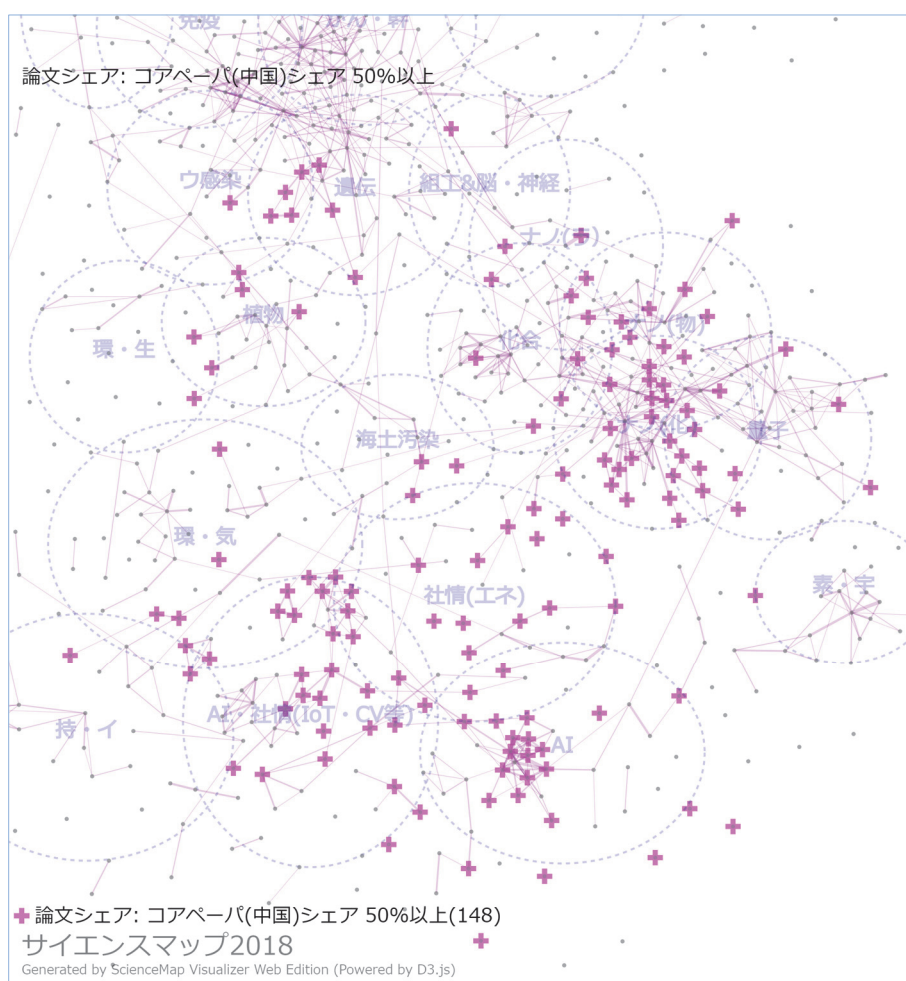 免疫
論文シェア: コアペーパ(中国)シェア 50%以上
ウ感染
遺伝
組工&脳・神経
植物
環・生
化合
ナノ(物)
ナノ(化)
量子
海土汚染
環・気
社情(エネ)
素・宇
AI・社情(IoT・CV等)
持・イ
AI
論文シェア: コアペーパ(中国)シェア 50%以上(148)
サイエンスマップ2018
Generated by ScienceMap Visualizer Web Edition (Powered by D3.js)